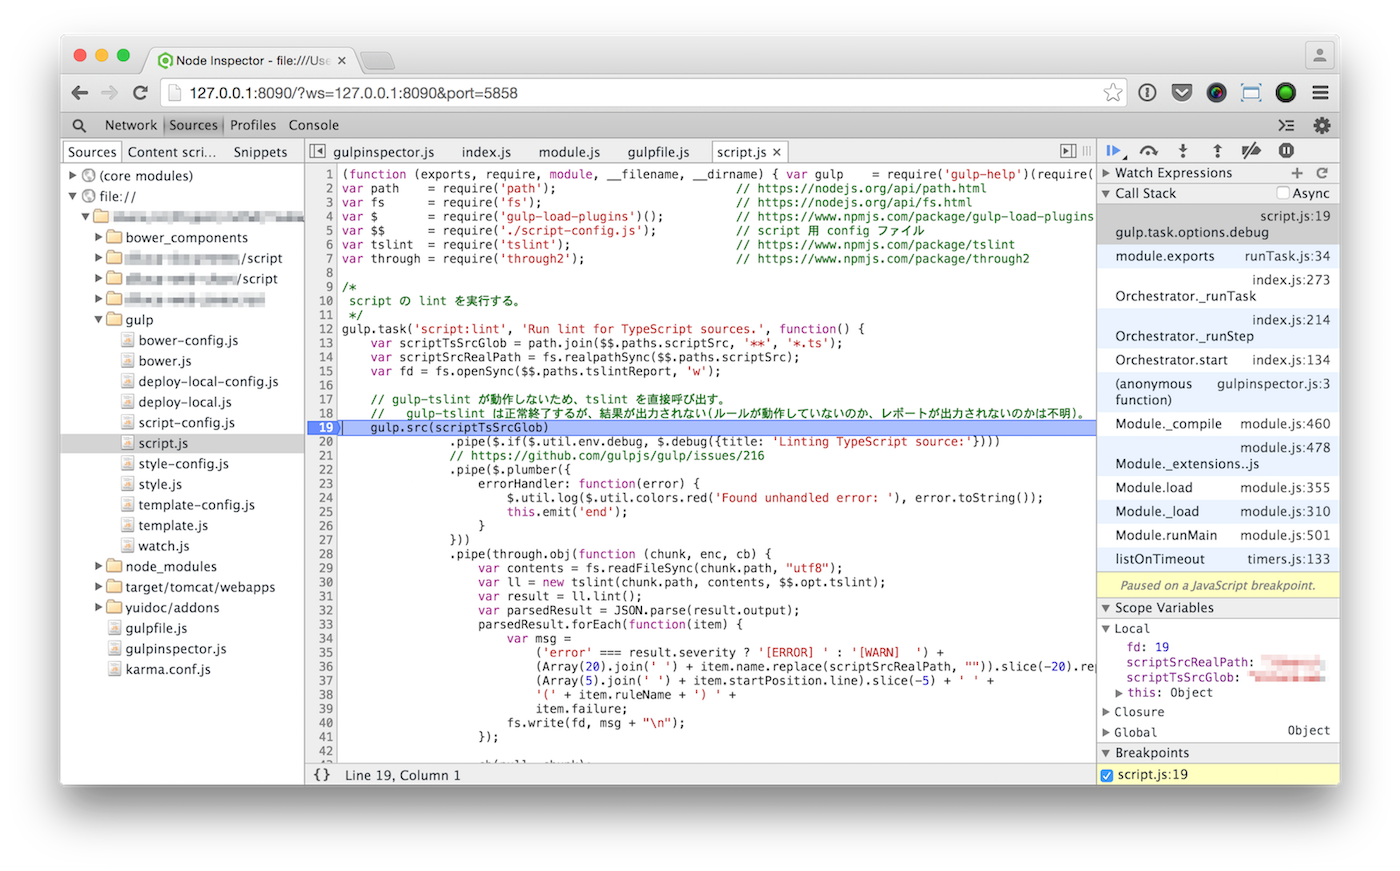 Node Inspector - file:///Use
127.0.0.1:8090/?ws=127.0.0.1:8090&port=5858
Network Sources Profiles Console
Sources Content scri... Snippets
(core modules)
file://
bower_components
/script
/script
gulp
bower-config.js
bower.js
deploy-local-config.js
deploy-local.js
script-config.js
script.js
style-config.js
style.js
template-config.js
template.js
watch.js
node_modules
target/tomcat/webapps
yuidoc/addons
gulpfile.js
gulpinspector.js
karma.conf.js
gulpinspector.js index.js module.js gulpfile.js script.js
1 (function (exports, require, module, __filename, __dirname) { var gulp    = require('gulp-help')(require(
2 var path    = require('path');                         // https://nodejs.org/api/path.html
3 var fs      = require('fs');                           // https://nodejs.org/api/fs.html
4 var $       = require('gulp-load-plugins')();          // https://www.npmjs.com/package/gulp-load-plugins
5 var $$      = require('./script-config.js');           // script 用 config ファイル
6 var tslint  = require('tslint');                       // https://www.npmjs.com/package/tslint
7 var through = require('through2');                     // https://www.npmjs.com/package/through2
8
9 /*
10  script の lint を実行する。
11  */
12 gulp.task('script:lint', 'Run lint for TypeScript sources.', function() {
13     var scriptTsSrcGlob = path.join($$.paths.scriptSrc, '**', '*.ts');
14     var scriptSrcRealPath = fs.realpathSync($$.paths.scriptSrc);
15     var fd = fs.openSync($$.paths.tslintReport, 'w');
16
17     // gulp-tslint が動作しないため、tslint を直接呼び出す。
18     //   gulp-tslint は正常終了するが、結果が出力されない(ルールが動作していないのか、レポートが出力されないのかは不明)。
19     gulp.src(scriptTsSrcGlob)
20                .pipe($.if($.util.env.debug, $.debug({title: 'Linting TypeScript source:'})))
21                // https://github.com/gulpjs/gulp/issues/216
22                .pipe($.plumber({
23                    errorHandler: function(error) {
24                        $.util.log($.util.colors.red('Found unhandled error: '), error.toString());
25                        this.emit('end');
26                    }
27                }))
28                .pipe(through.obj(function (chunk, enc, cb) {
29                    var contents = fs.readFileSync(chunk.path, "utf8");
30                    var ll = new tslint(chunk.path, contents, $$.opt.tslint);
31                    var result = ll.lint();
32                    var parsedResult = JSON.parse(result.output);
33                    parsedResult.forEach(function(item) {
34                        var msg =
35                            ('error' === result.severity ? '[ERROR] ' : '[WARN]  ') +
36                            (Array(20).join(' ') + item.name.replace(scriptSrcRealPath, "")).slice(-20).rep
37                            (Array(5).join(' ') + item.startPosition.line).slice(-5) + ' ' +
38                            '(' + item.ruleName + ') ' +
39                            item.failure;
40                        fs.write(fd, msg + "\n");
41                    });
42
{} Line 19, Column 1
Watch Expressions
Call Stack Async
script.js:19
gulp.task.options.debug
module.exports runTask.js:34
index.js:273
Orchestrator._runTask
index.js:214
Orchestrator._runStep
Orchestrator.start index.js:134
(anonymous function) gulpinspector.js:3
Module._compile module.js:460
module.js:478
Module._extensions..js
Module.load module.js:355
Module._load module.js:310
Module.runMain module.js:501
listOnTimeout timers.js:133
Paused on a JavaScript breakpoint.
Scope Variables
Local
fd: 19
scriptSrcRealPath:
scriptTsSrcGlob:
this: Object
Closure
Global Object
Breakpoints
script.js:19